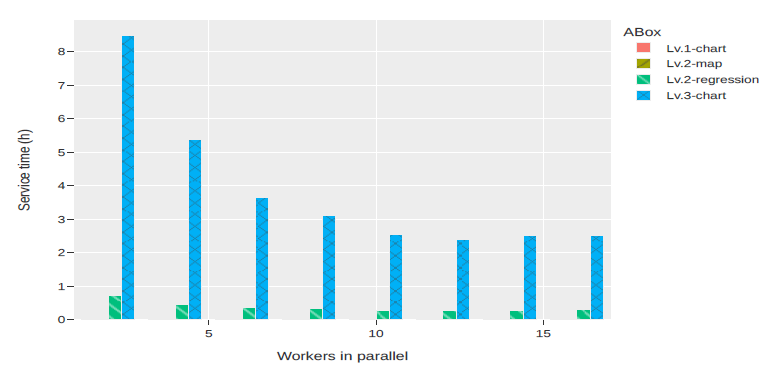 ABox
Lv.1-chart
Lv.2-map
Lv.2-regression
Lv.3-chart
Service time (h)
8
7
6
5
4
3
2
1
0
5
10
15
Workers in parallel